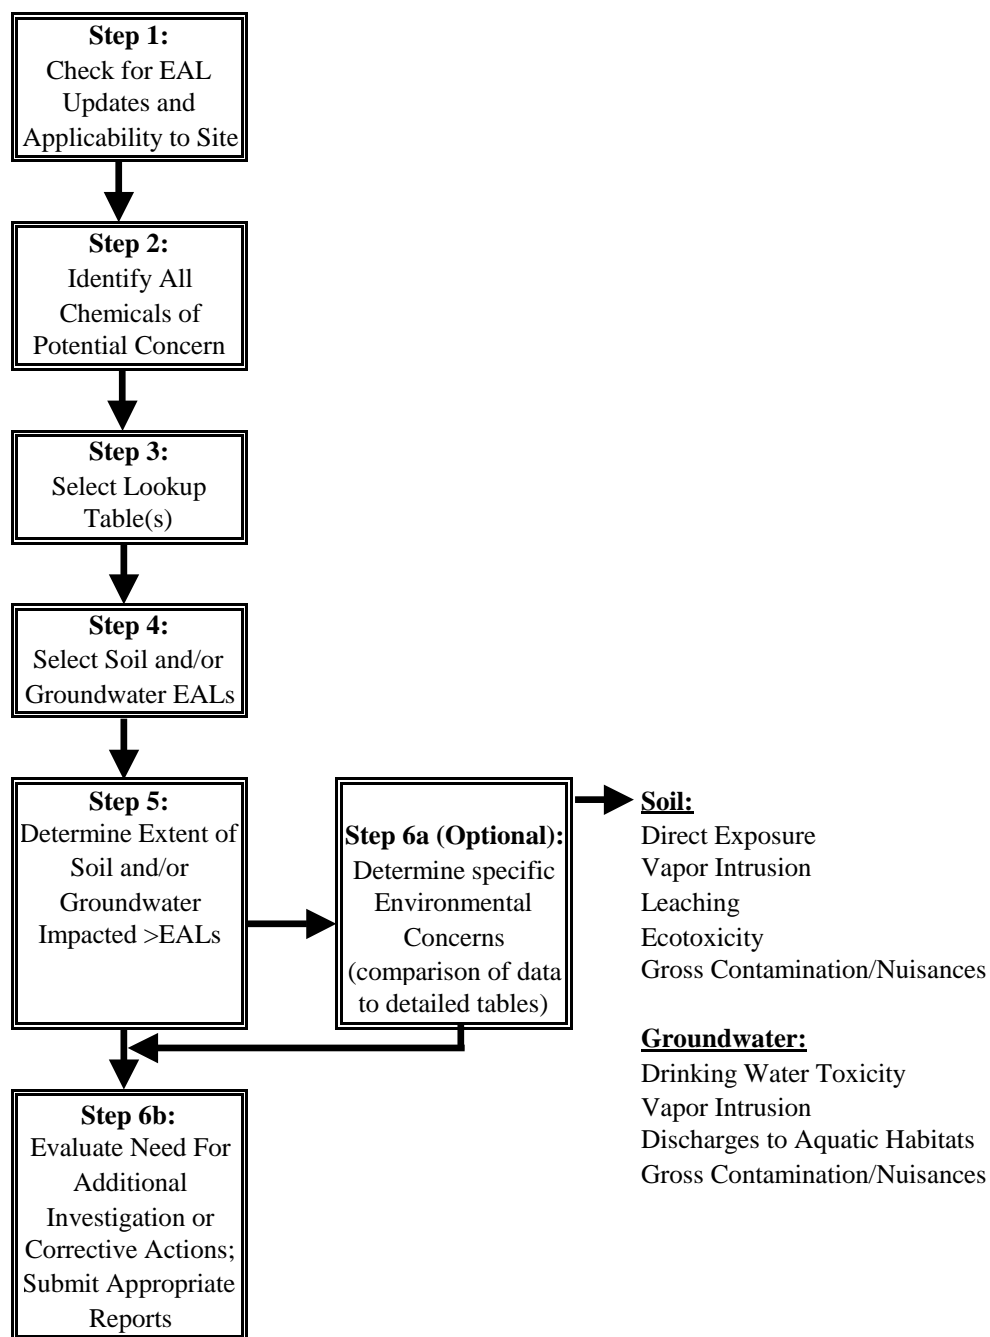 Step 1:
Check for EAL
Updates and
Applicability to Site
Step 2:
Identify All
Chemicals of
Potential Concern
Step 3:
Select Lookup
Table(s)
Step 4:
Select Soil and/or
Groundwater EALs
Step 5:
Determine Extent of
Soil and/or
Groundwater
Impacted >EALs
Step 6a (Optional):
Determine specific
Environmental
Concerns
(comparison of data
to detailed tables)
Soil:
Direct Exposure
Vapor Intrusion
Leaching
Ecotoxicity
Gross Contamination/Nuisances
Groundwater:
Drinking Water Toxicity
Vapor Intrusion
Discharges to Aquatic Habitats
Gross Contamination/Nuisances
Step 6b:
Evaluate Need For
Additional
Investigation or
Corrective Actions;
Submit Appropriate
Reports